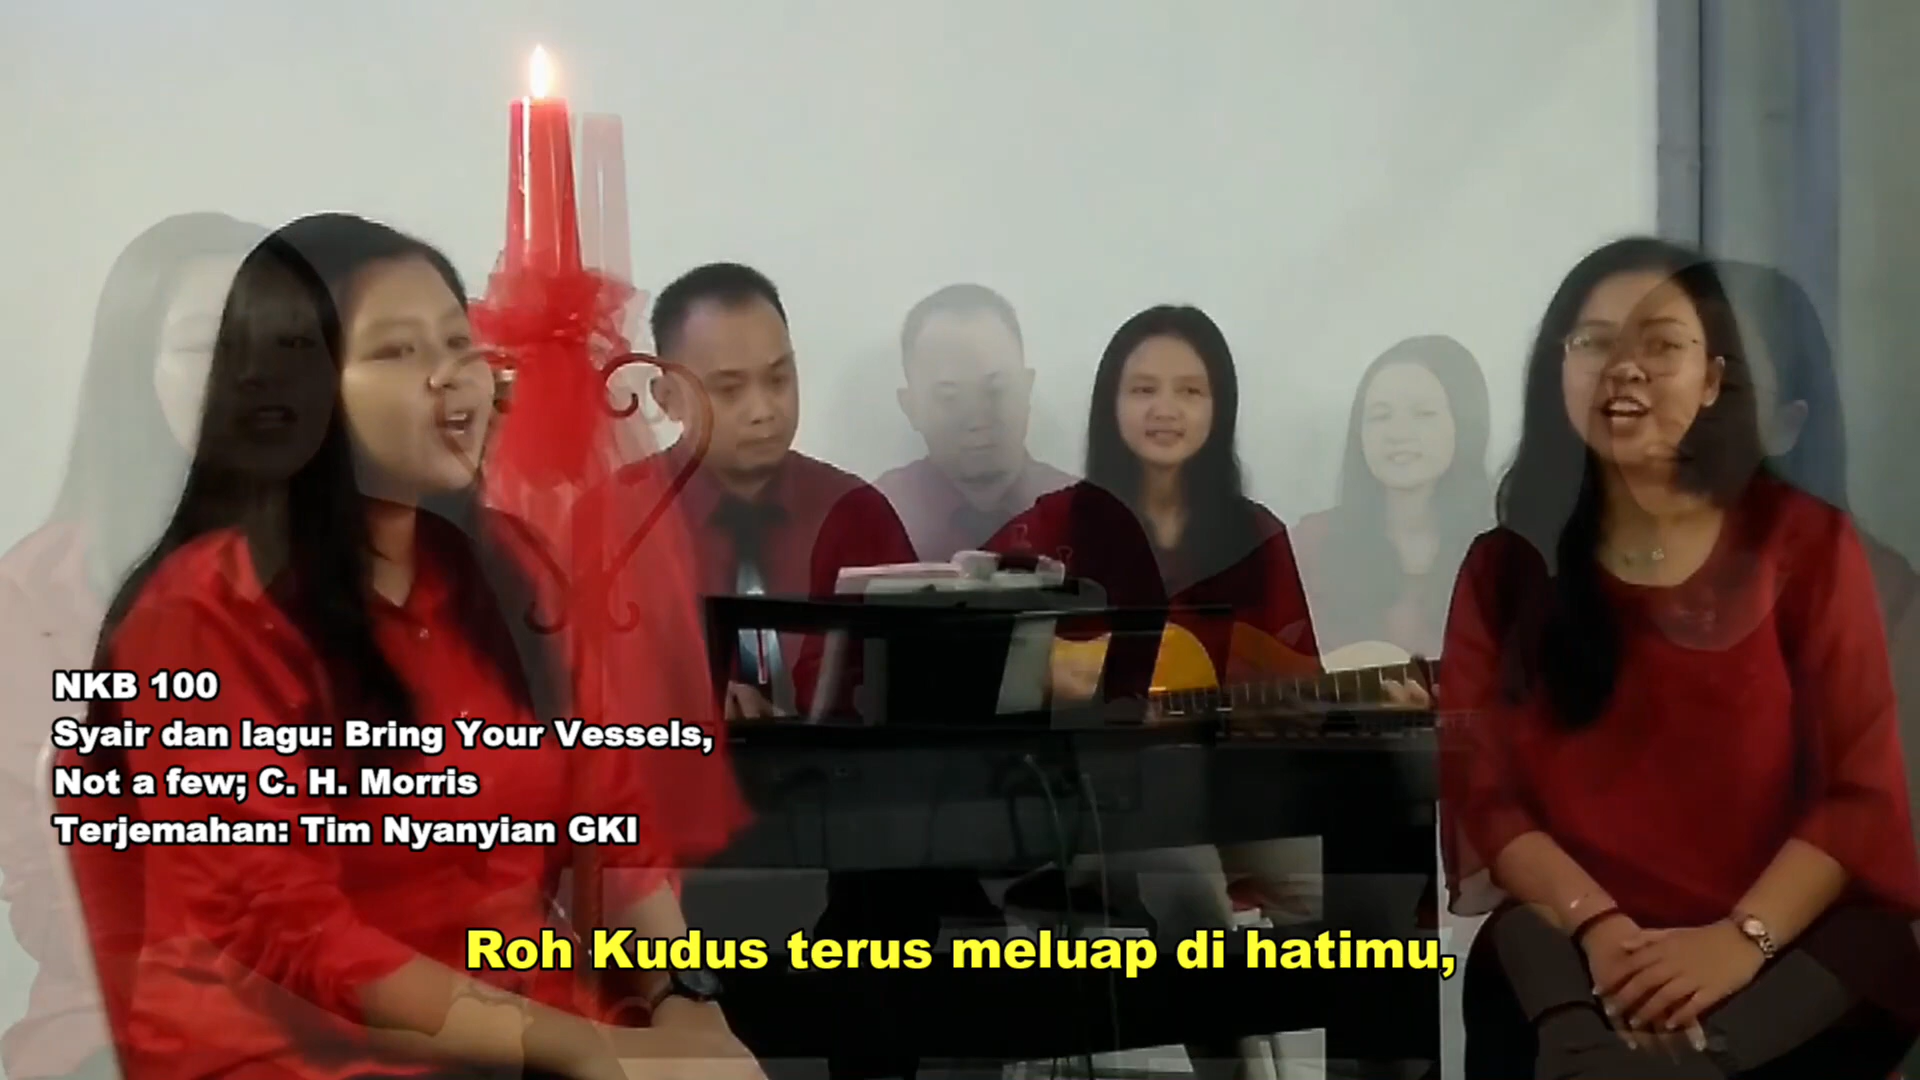 NKB 100
Syair dan lagu: Bring Your Vessels,
Not a few; C. H. Morris
Terjemahan: Tim Nyanyian GKI
Roh Kudus terus meluap di hatimu,